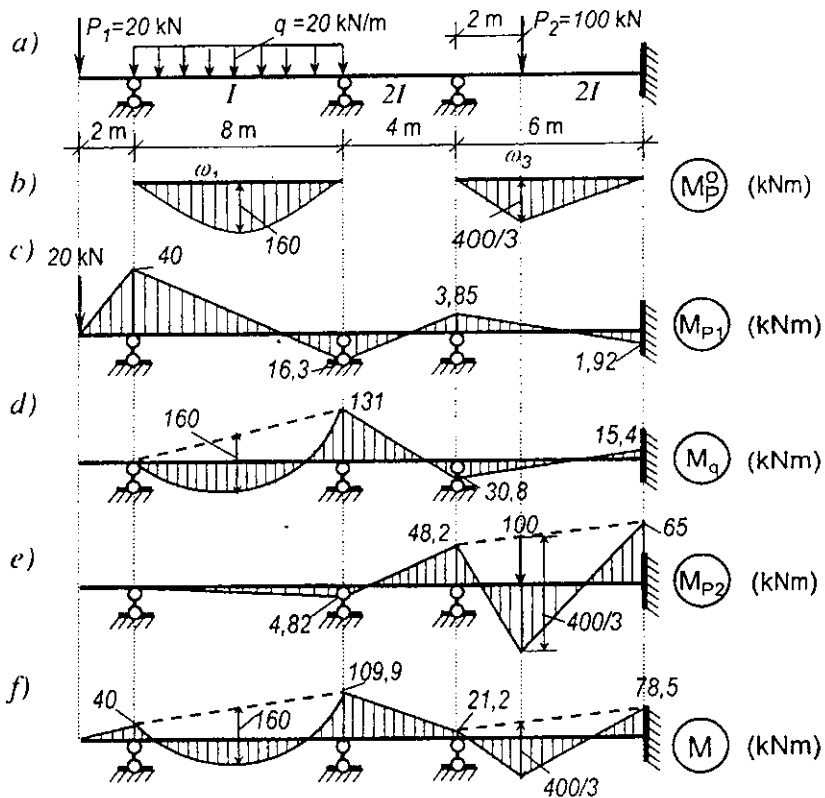 a)
P₁=20 kN
q =20 kN/m
2 m
P₂=100 kN
I
2I
2I
2 m
8 m
4 m
6 m
b)
ω₁
160
ω₃
400/3
M°P (kNm)
c)
20 kN
40
16,3
3,85
1,92
MP1 (kNm)
d)
160
131
30,8
15,4
Mq (kNm)
e)
4,82
48,2
100
400/3
65
MP2 (kNm)
f)
40
160
109,9
21,2
400/3
78,5
M (kNm)